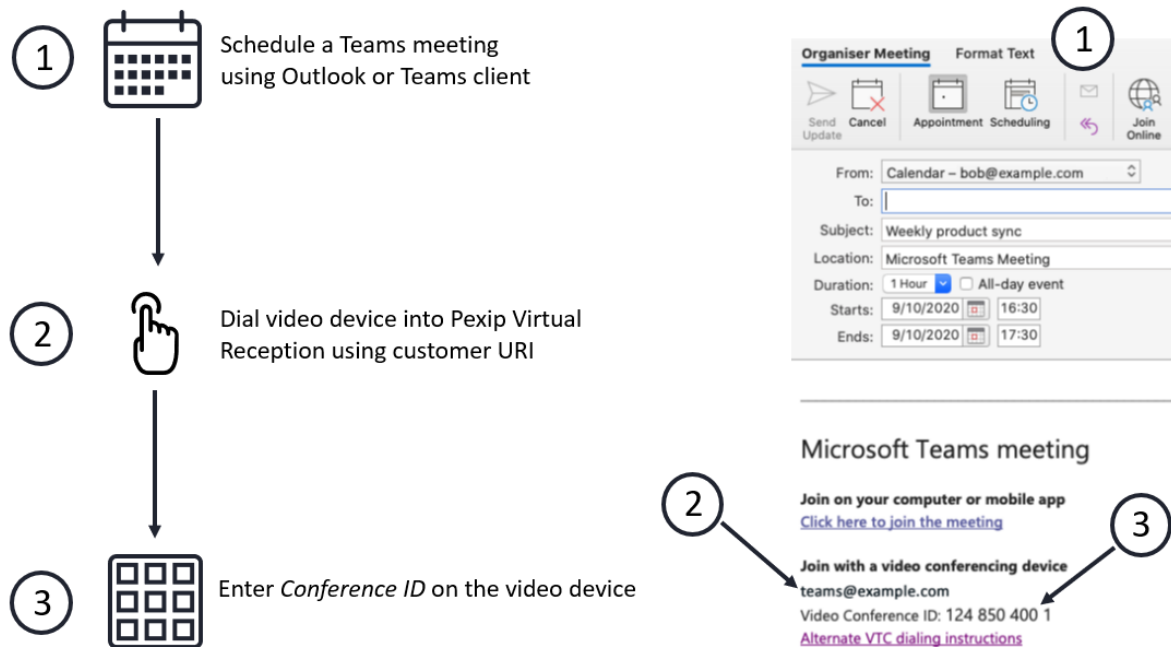 1
Schedule a Teams meeting
using Outlook or Teams client
2
Dial video device into Pexip Virtual
Reception using customer URI
3
Enter Conference ID on the video device
1
Organiser Meeting Format Text
Send Update Cancel Appointment Scheduling Join Online
From: Calendar – bob@example.com
To:
Subject: Weekly product sync
Location: Microsoft Teams Meeting
Duration: 1 Hour All-day event
Starts: 9/10/2020 16:30
Ends: 9/10/2020 17:30
Microsoft Teams meeting
2
Join on your computer or mobile app
Click here to join the meeting
3
Join with a video conferencing device
teams@example.com
Video Conference ID: 124 850 400 1
Alternate VTC dialing instructions